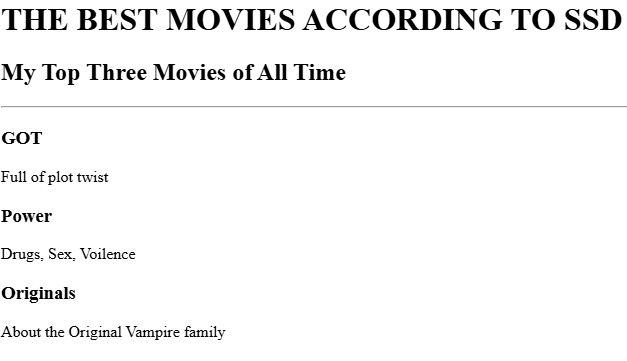 THE BEST MOVIES ACCORDING TO SSD
My Top Three Movies of All Time
GOT
Full of plot twist
Power
Drugs, Sex, Voilence
Originals
About the Original Vampire family